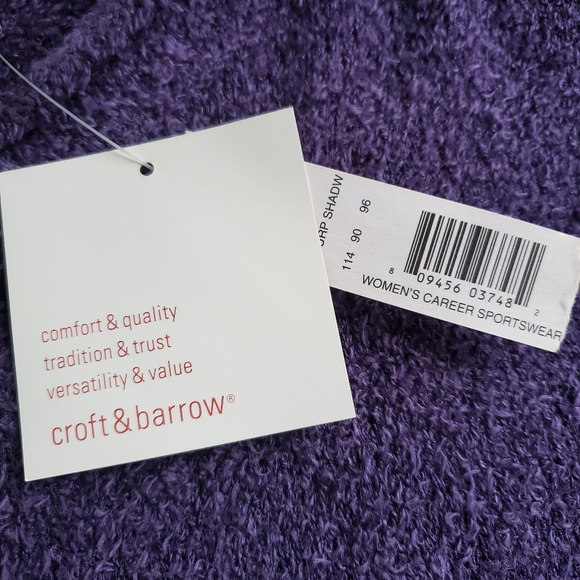 comfort & quality
tradition & trust
versatility & value
croft & barrow®
SHADW
114 90 96
8 09456 03748 2
WOMEN'S CAREER SPORTSWEAR